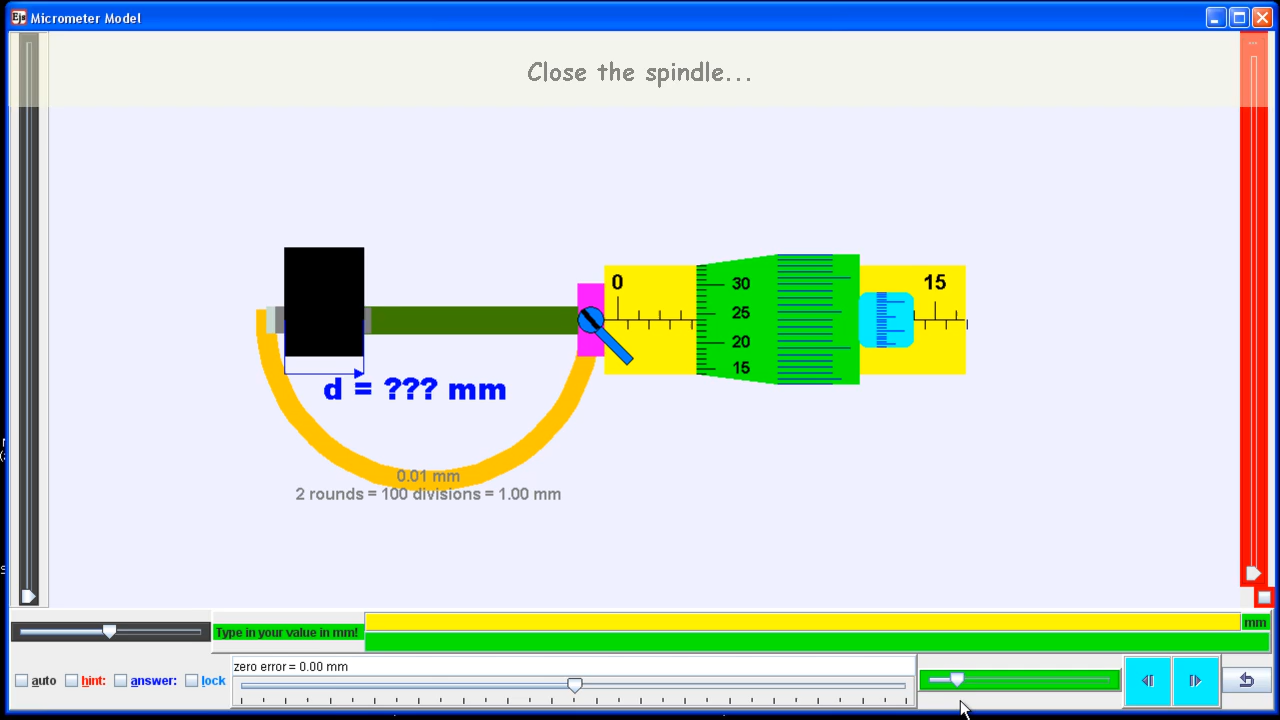 Ejs Micrometer Model
Close the spindle...
0
15
30
25
20
15
d = ??? mm
0.01 mm
2 rounds = 100 divisions = 1.00 mm
Type in your value in mm!
mm
zero error = 0.00 mm
auto hint: answer: lock